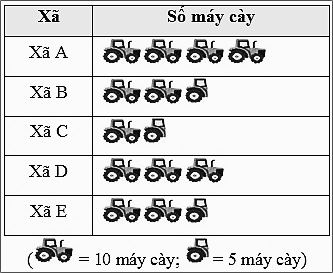 Xã Số máy cày
Xã A
Xã B
Xã C
Xã D
Xã E
( = 10 máy cày; = 5 máy cày)